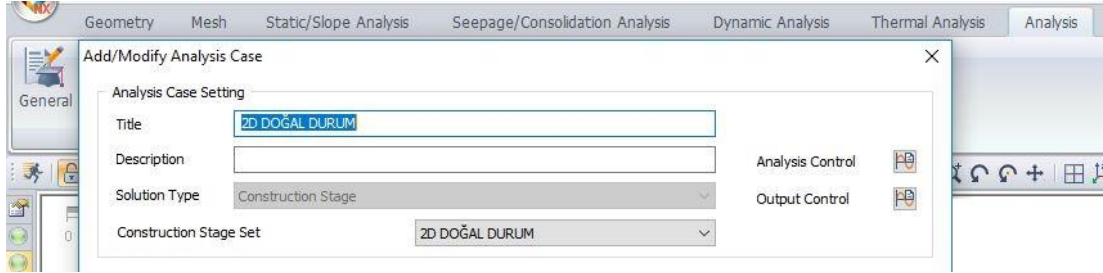 NX
Geometry Mesh Static/Slope Analysis Seepage/Consolidation Analysis Dynamic Analysis Thermal Analysis Analysis
Add/Modify Analysis Case
General
Analysis Case Setting
Title 2D DOĞAL DURUM
Description Analysis Control
Solution Type Construction Stage Output Control
Construction Stage Set 2D DOĞAL DURUM
0